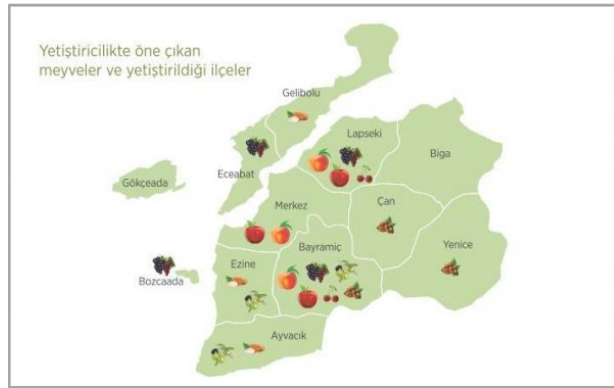 Yetiştiricilikte öne çıkan
meyveler ve yetiştirildiği ilçeler
Gelibolu
Lapseki
Biga
Eceabat
Gökçeada
Merkez
Çan
Bayramiç
Yenice
Ezine
Bozcaada
Ayvacık